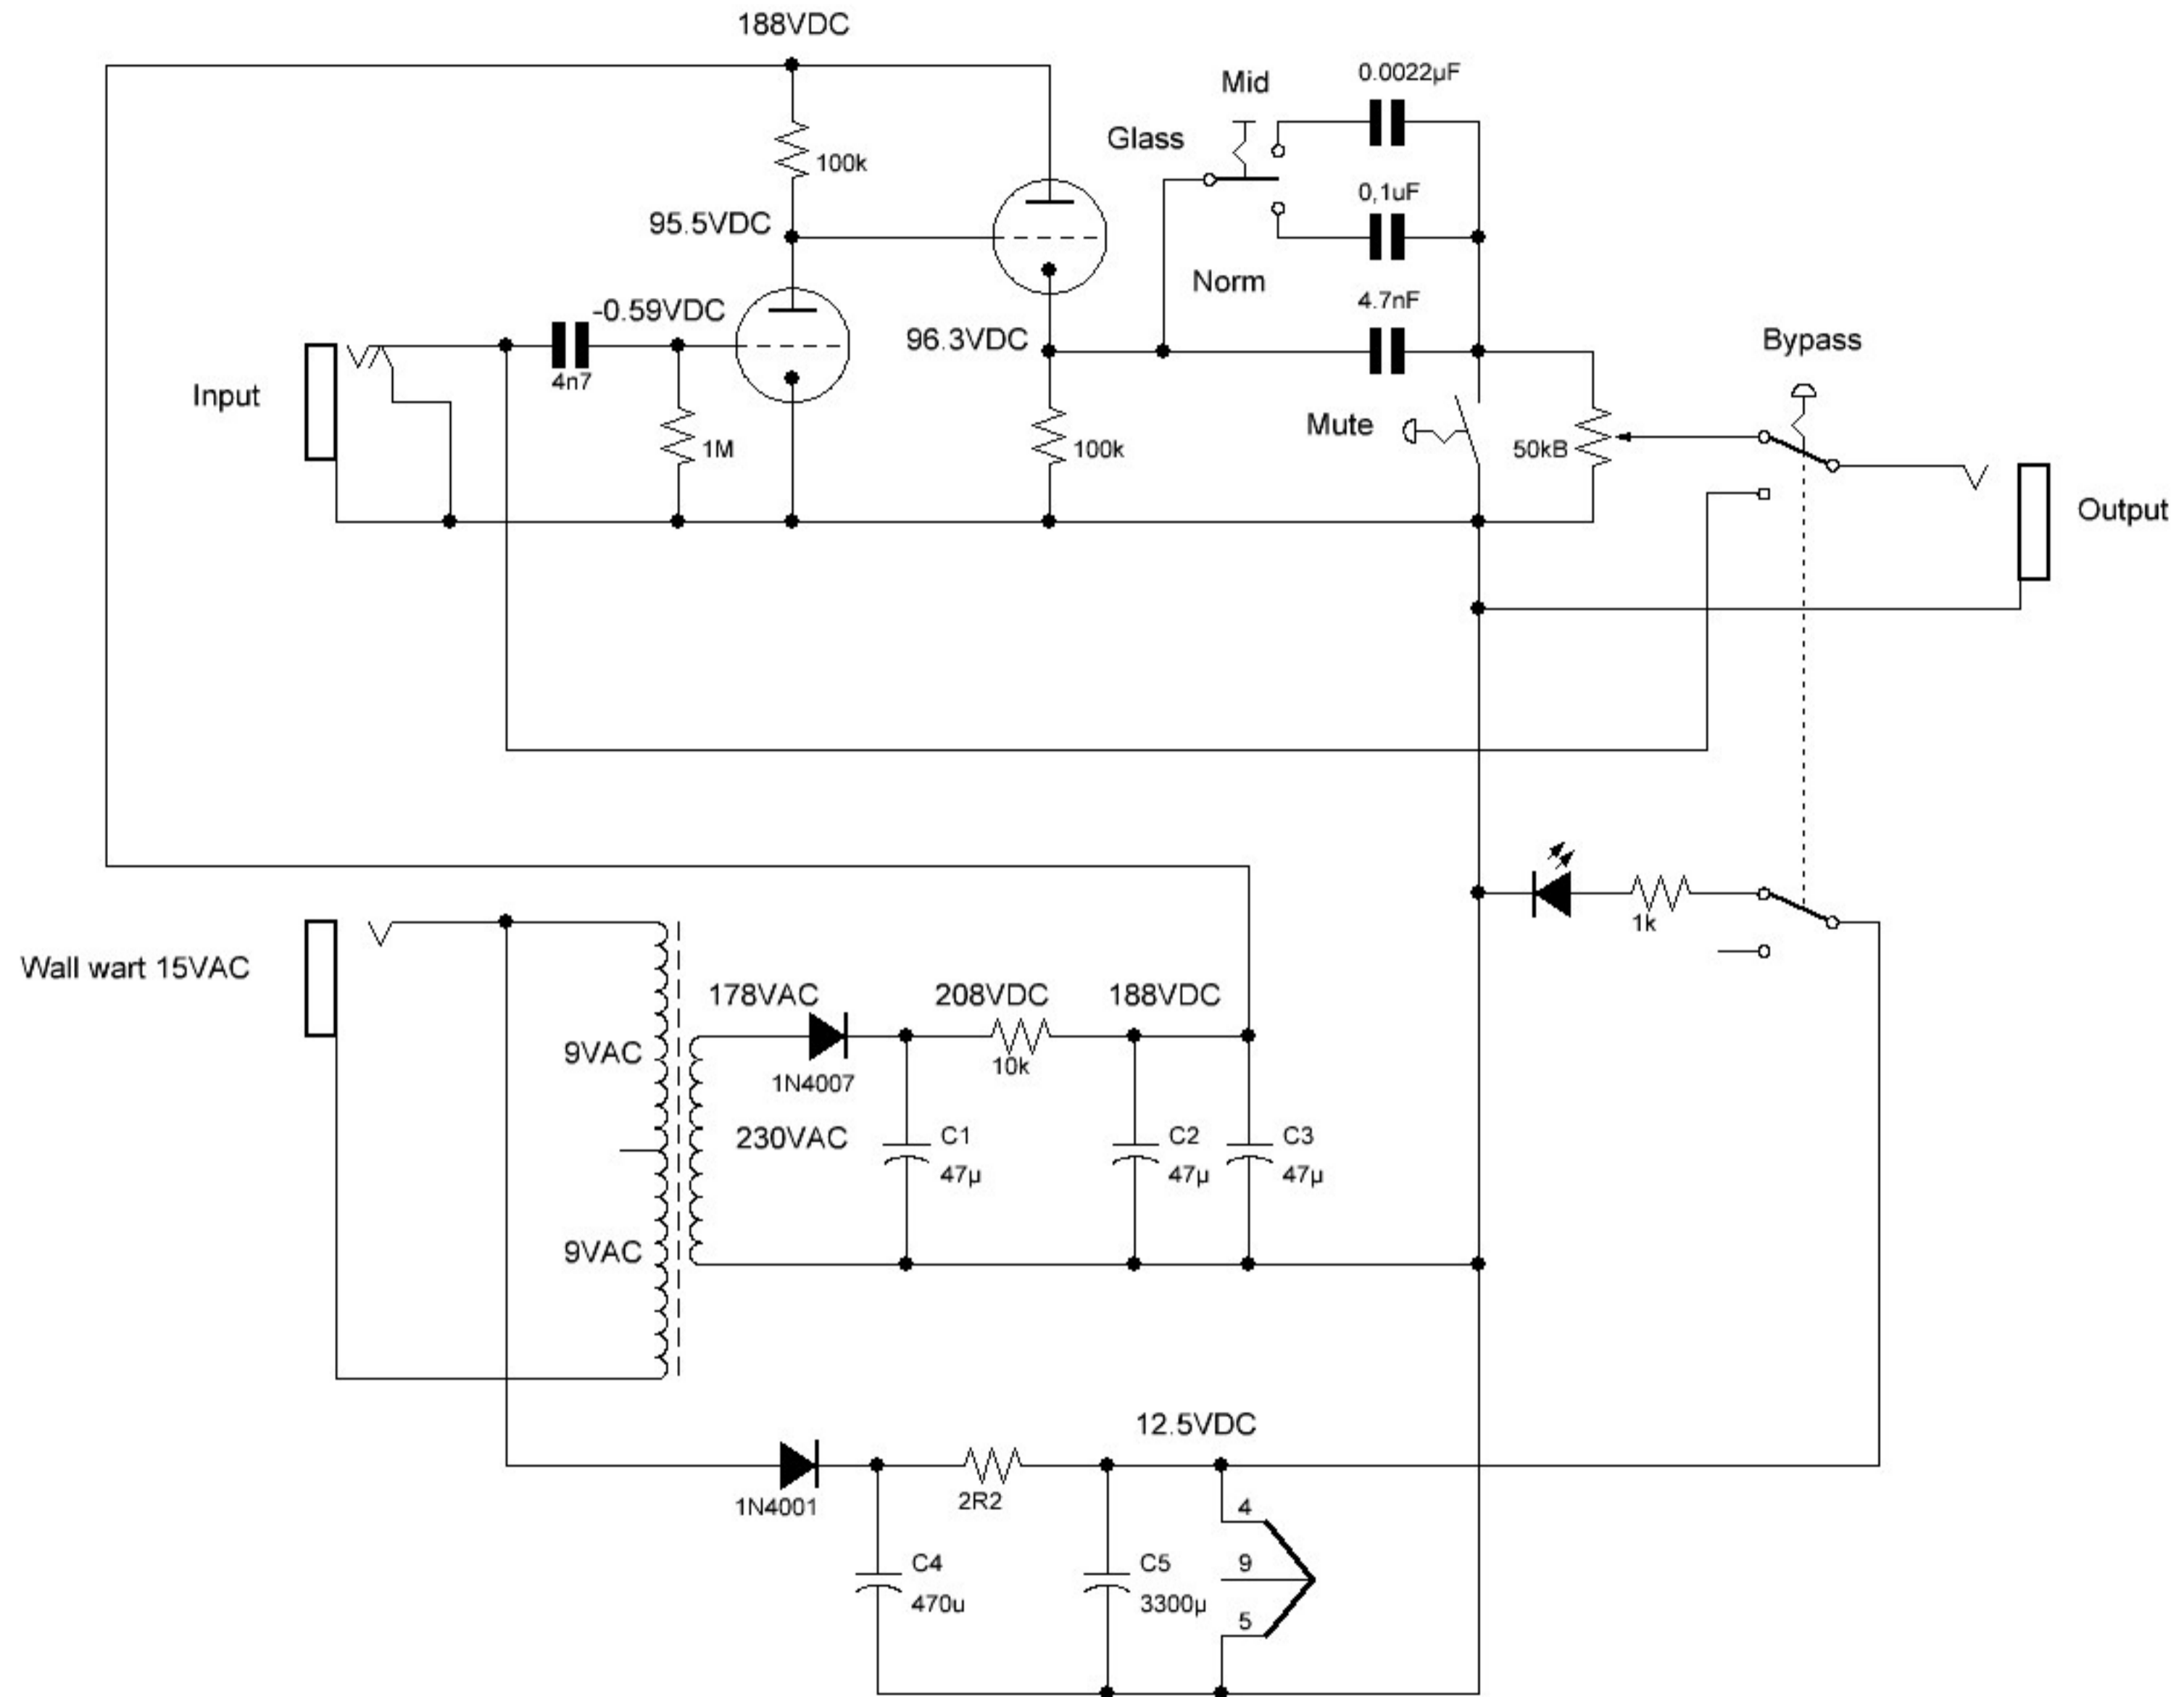 188VDC
0.0022µF
Mid
Glass
100k
0,1uF
95.5VDC
Norm
4.7nF
-0.59VDC
96.3VDC
Bypass
4n7
Input
Mute
1M
100k
50kB
Output
1k
Wall wart 15VAC
178VAC
208VDC
188VDC
9VAC
10k
1N4007
230VAC
C1
47µ
C2
47µ
C3
47µ
9VAC
12.5VDC
1N4001
2R2
4
C4
470u
C5
3300µ
9
5